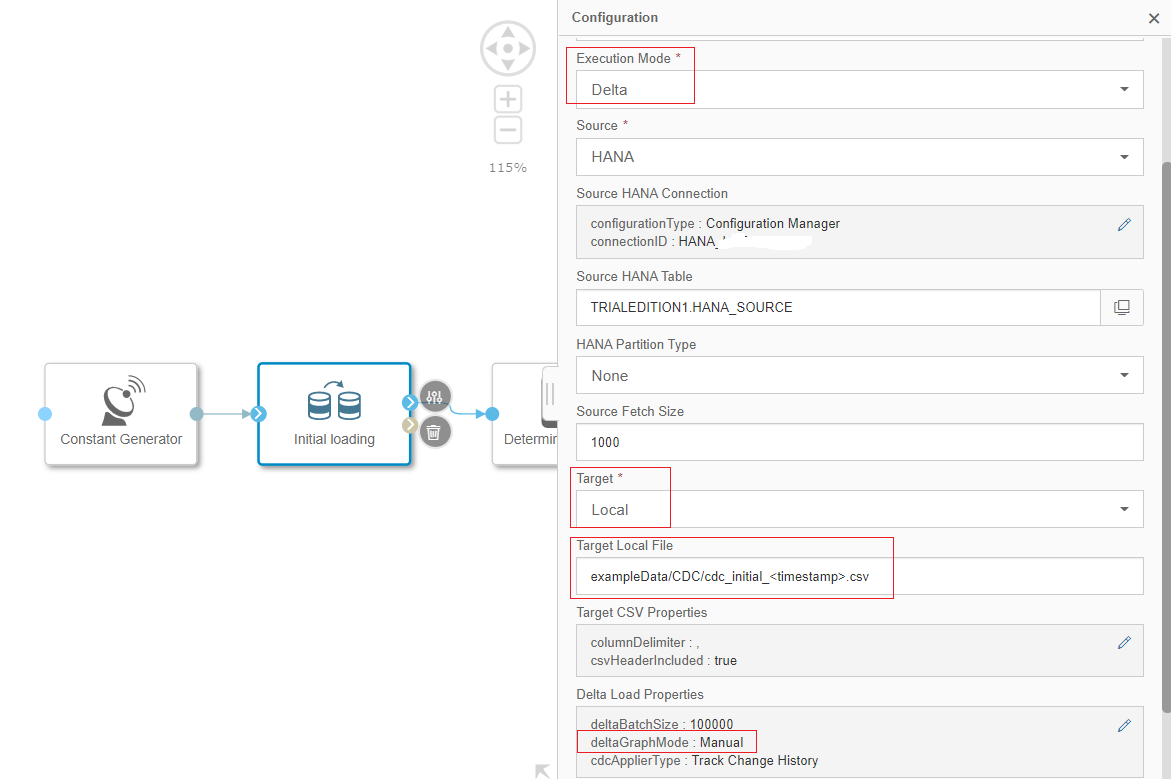 Configuration
Execution Mode *
Delta
Source *
HANA
Source HANA Connection
configurationType : Configuration Manager
connectionID : HANA_
Source HANA Table
TRIALEDITION1.HANA_SOURCE
HANA Partition Type
None
Source Fetch Size
1000
Target *
Local
Target Local File
exampleData/CDC/cdc_initial_<timestamp>.csv
Target CSV Properties
columnDelimiter : ,
csvHeaderIncluded : true
Delta Load Properties
deltaBatchSize : 100000
deltaGraphMode : Manual
cdcApplierType : Track Change History
115%
Constant Generator
Initial loading